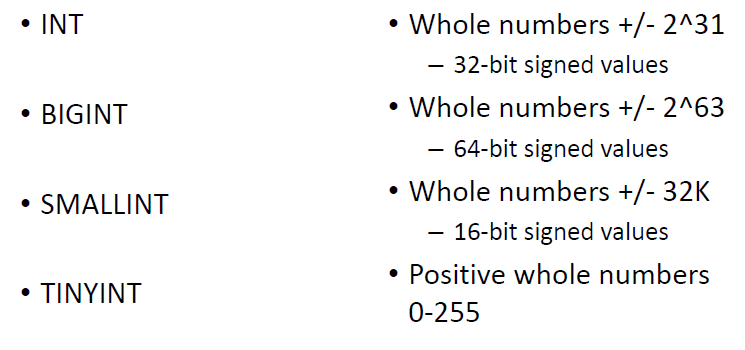 • INT
• Whole numbers +/- 2^31
– 32-bit signed values
• BIGINT
• Whole numbers +/- 2^63
– 64-bit signed values
• SMALLINT
• Whole numbers +/- 32K
– 16-bit signed values
• TINYINT
• Positive whole numbers
0-255